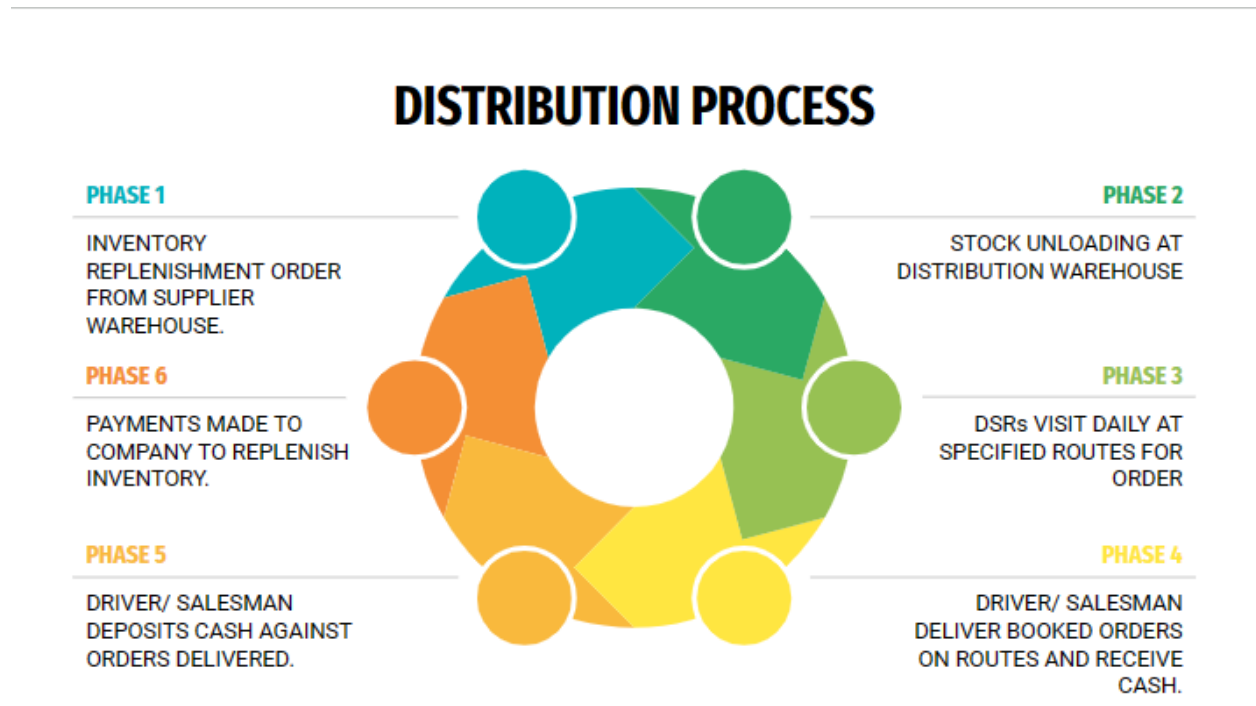 DISTRIBUTION PROCESS
PHASE 1
INVENTORY
REPLENISHMENT ORDER
FROM SUPPLIER
WAREHOUSE.
PHASE 2
STOCK UNLOADING AT
DISTRIBUTION WAREHOUSE
PHASE 3
DSRs VISIT DAILY AT
SPECIFIED ROUTES FOR
ORDER
PHASE 4
DRIVER/ SALESMAN
DELIVER BOOKED ORDERS
ON ROUTES AND RECEIVE
CASH.
PHASE 5
DRIVER/ SALESMAN
DEPOSITS CASH AGAINST
ORDERS DELIVERED.
PHASE 6
PAYMENTS MADE TO
COMPANY TO REPLENISH
INVENTORY.